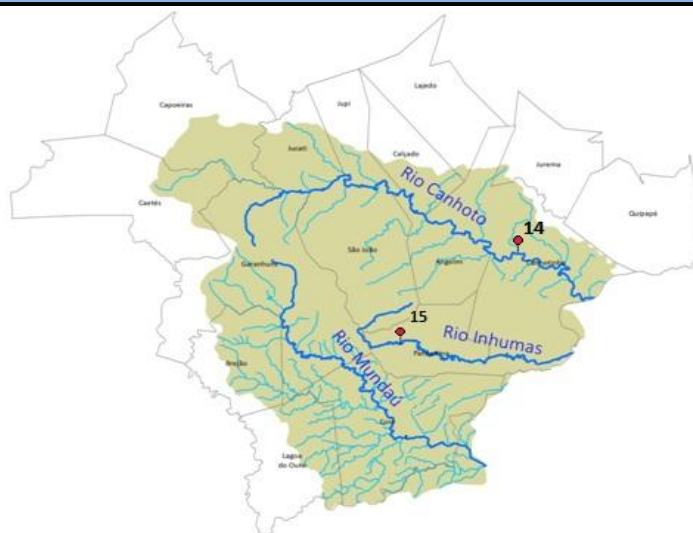 Lajedo
Capoeiras
Jupi
Jucati
Calçado
Jurema
Caetés
Quipapá
Rio Canhoto
14
São João
Angelim
Garanhuns
15
Rio Inhumas
Rio Mundaú
Brejão
Lagoa
do Ouro